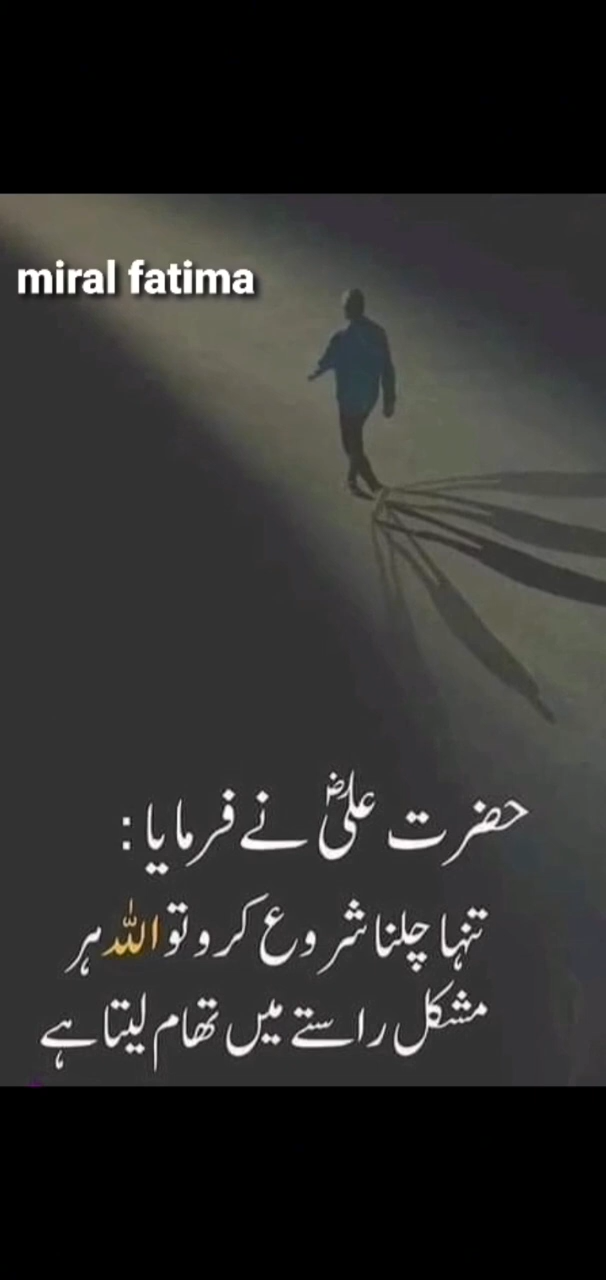 miral fatima
حضرت علیؓ نے فرمایا:
تنہا چلنا شروع کرو تو اللہ ہر
مشکل راستے میں تھام لیتا ہے